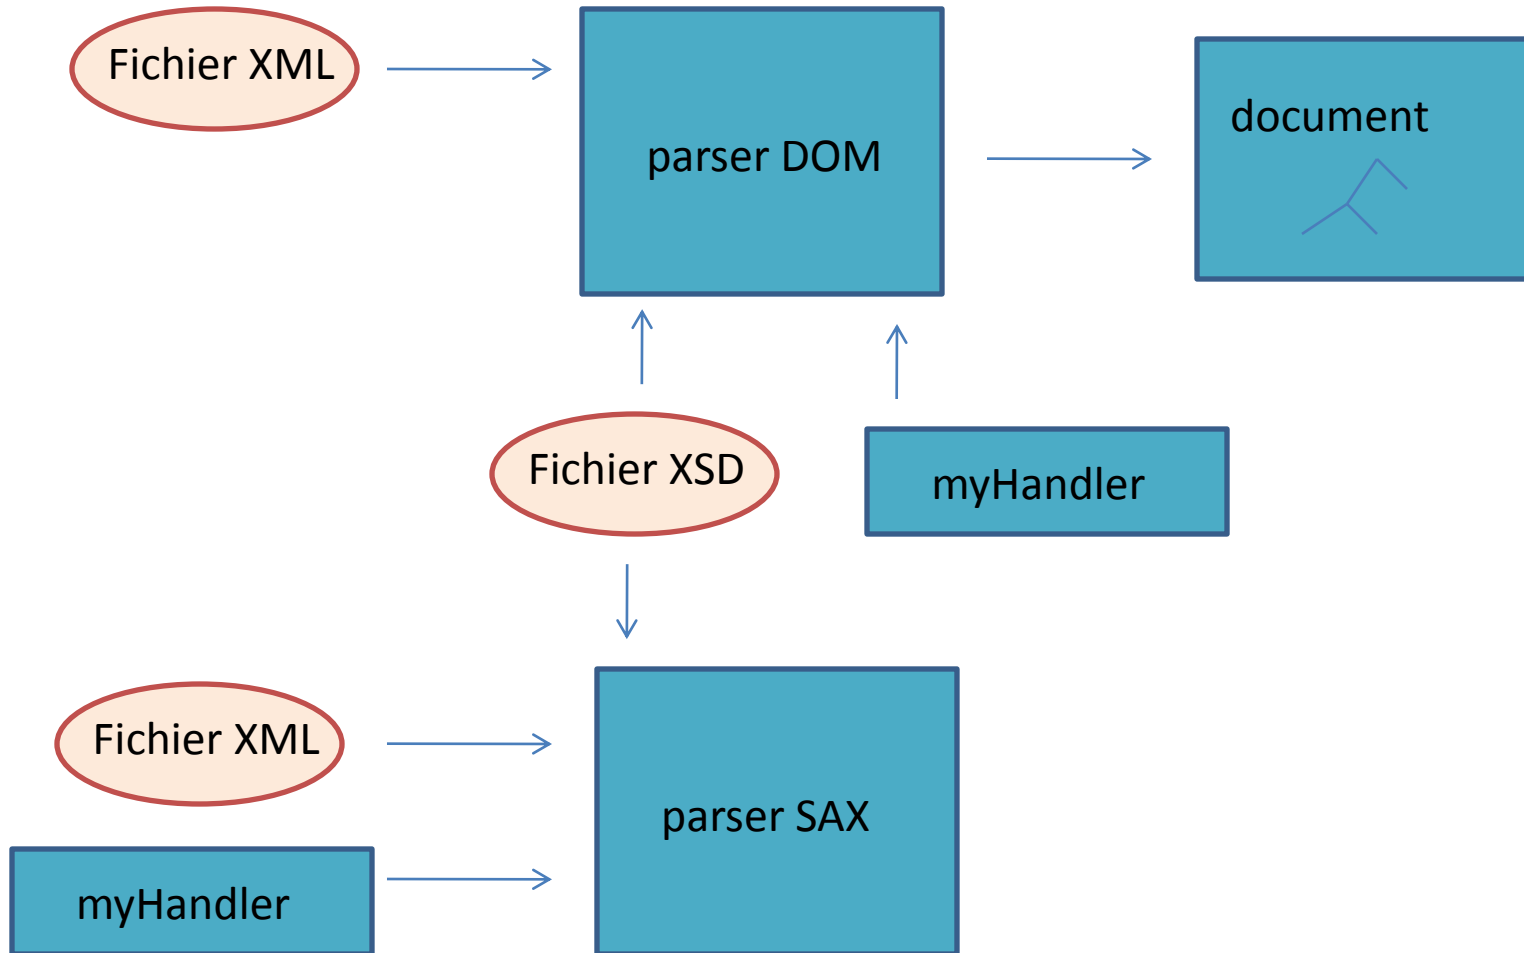 Fichier XML
parser DOM
document
Fichier XSD
myHandler
Fichier XML
parser SAX
myHandler